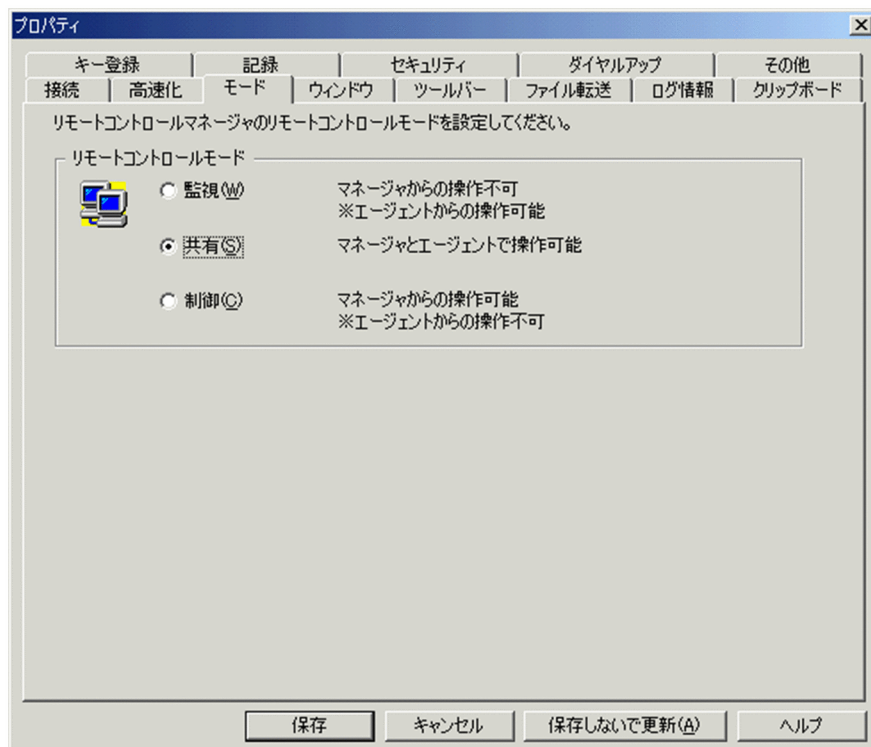 プロパティ
キー登録 記録 セキュリティ ダイヤルアップ その他
接続 高速化 モード ウィンドウ ツールバー ファイル転送 ログ情報 クリップボード
リモートコントロールマネージャのリモートコントロールモードを設定してください。
リモートコントロールモード
監視(W) マネージャからの操作不可
※エージェントからの操作可能
共有(S) マネージャとエージェントで操作可能
制御(C) マネージャからの操作可能
※エージェントからの操作不可
保存 キャンセル 保存しないで更新(A) ヘルプ